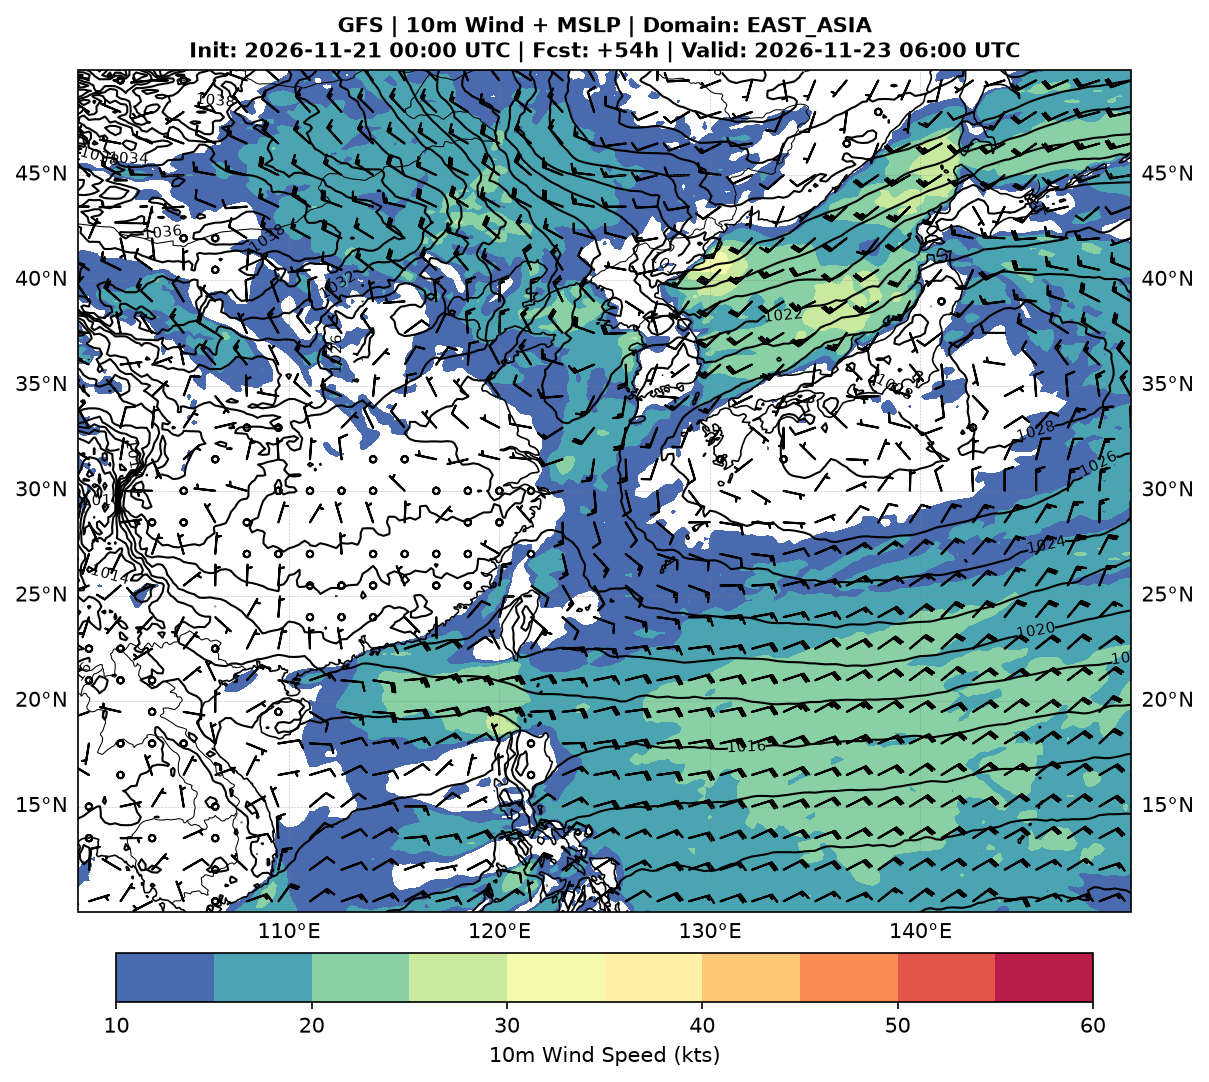 GFS | 10m Wind + MSLP | Domain: EAST_ASIA
Init: 2026-11-21 00:00 UTC | Fcst: +54h | Valid: 2026-11-23 06:00 UTC
1038
1034
1036
1038
1032
1022
1028
1026
1024
1014
1020
1016
45°N 45°N
40°N 40°N
35°N 35°N
30°N 30°N
25°N 25°N
20°N 20°N
15°N 15°N
110°E 120°E 130°E 140°E
10 20 30 40 50 60
10m Wind Speed (kts)